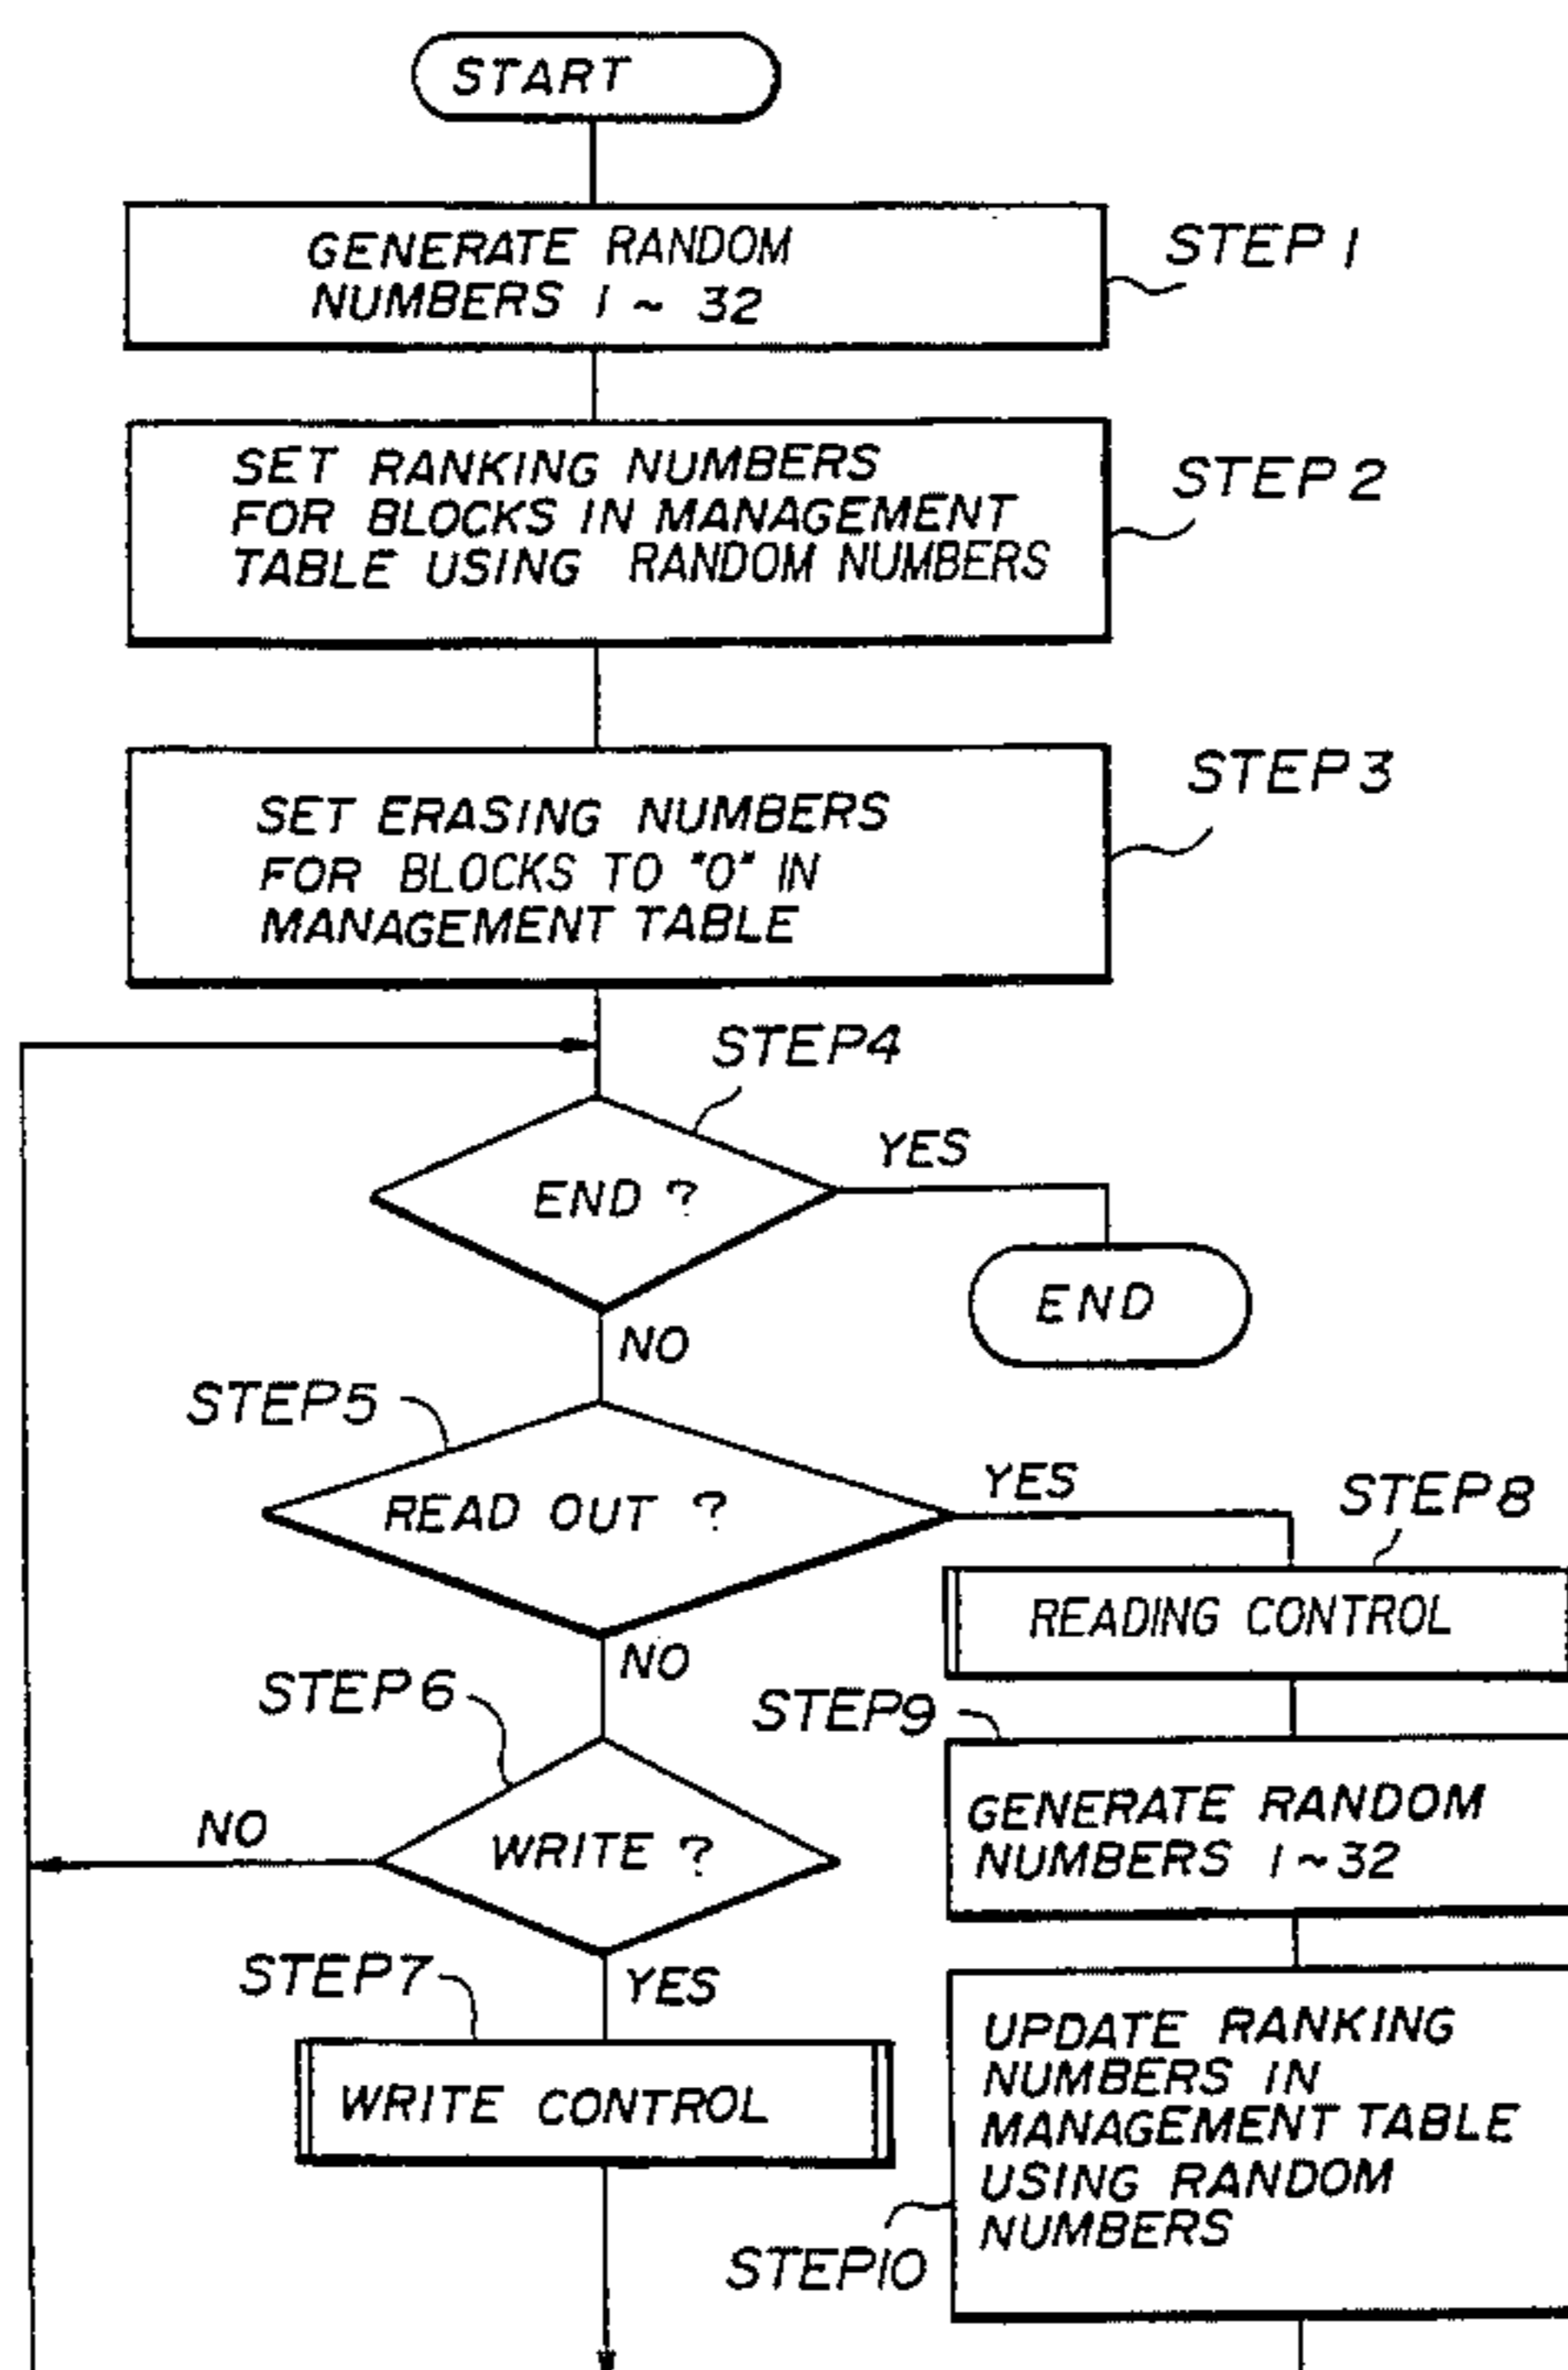 START
GENERATE RANDOM
NUMBERS 1 ~ 32
STEP 1
SET RANKING NUMBERS
FOR BLOCKS IN MANAGEMENT
TABLE USING RANDOM NUMBERS
STEP 2
SET ERASING NUMBERS
FOR BLOCKS TO "0" IN
MANAGEMENT TABLE
STEP 3
STEP4
END ?
YES
END
NO
STEP5
READ OUT ?
YES
STEP8
READING CONTROL
NO
STEP6
STEP9
WRITE ?
NO
GENERATE RANDOM
NUMBERS 1~32
STEP7
YES
WRITE CONTROL
UPDATE RANKING
NUMBERS IN
MANAGEMENT TABLE
USING RANDOM
NUMBERS
STEP10